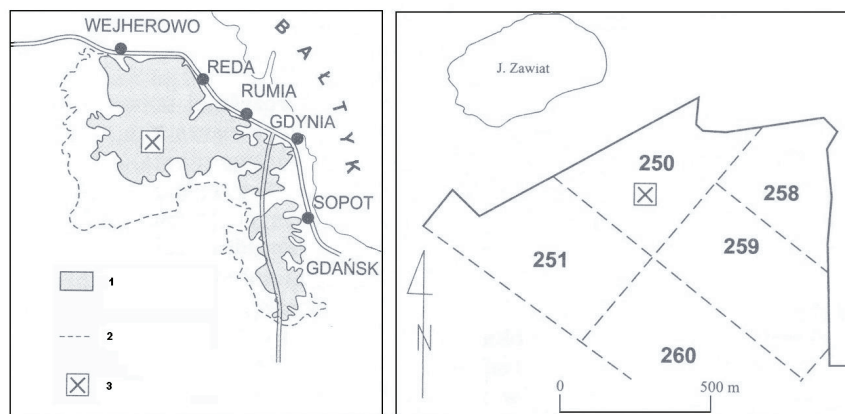 WEJHEROWO
BAŁTYK
REDA
RUMIA
GDYNIA
SOPOT
GDAŃSK
1
2
3
J. Zawiat
250
258
251
259
260
N
0 500 m